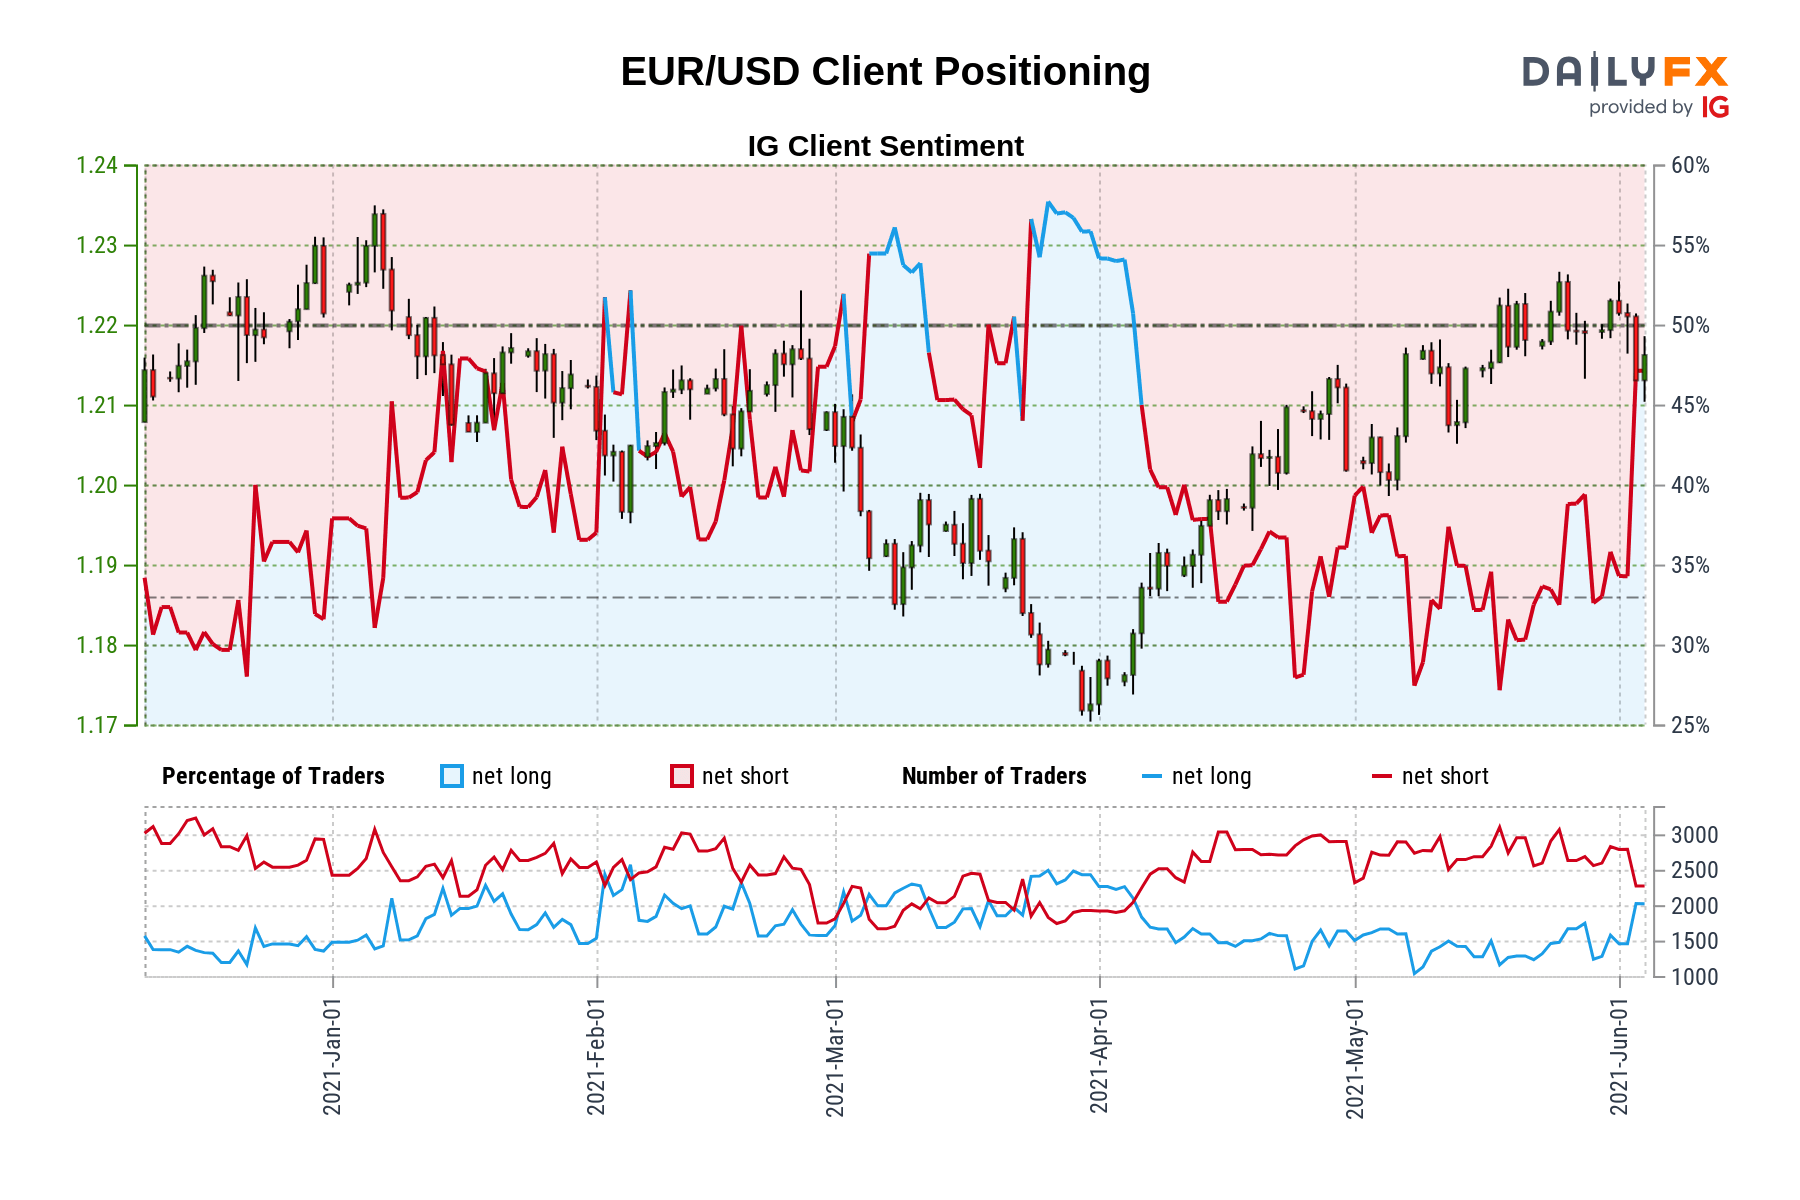 EUR/USD Client Positioning
DAILYFX
provided by IG
IG Client Sentiment
1.24
1.23
1.22
1.21
1.20
1.19
1.18
1.17
60%
55%
50%
45%
40%
35%
30%
25%
Percentage of Traders net long net short Number of Traders net long net short
3000
2500
2000
1500
1000
2021-Jan-01
2021-Feb-01
2021-Mar-01
2021-Apr-01
2021-May-01
2021-Jun-01